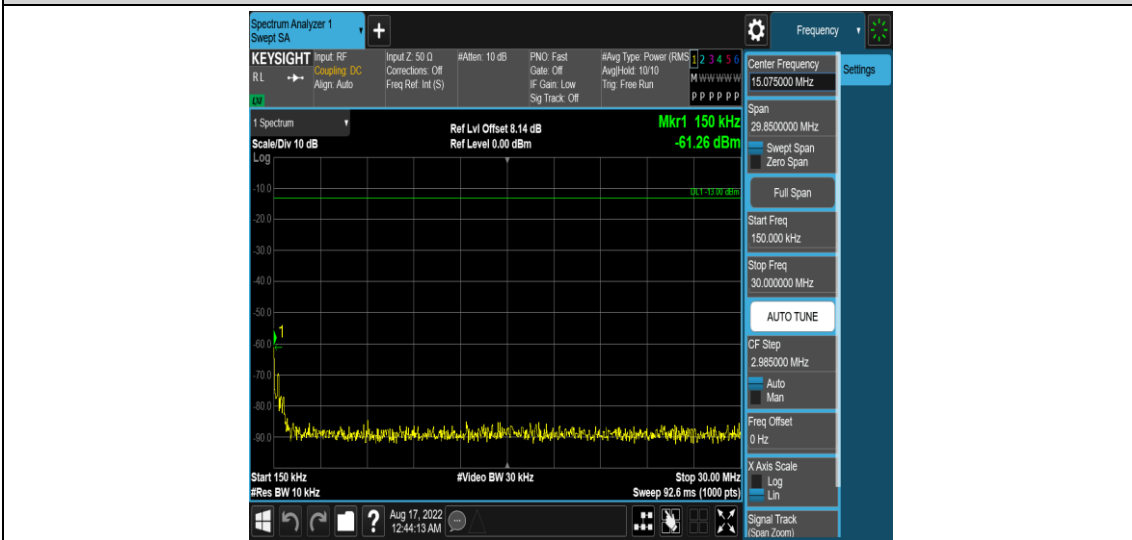 Spectrum Analyzer 1
Swept SA
+
Frequency
KEYSIGHT
RL
LXI
Input: RF
Coupling: DC
Align: Auto
Input Z: 50 Ω
Corrections: Off
Freq Ref: Int (S)
#Atten: 10 dB
PNO: Fast
Gate: Off
IF Gain: Low
Sig Track: Off
#Avg Type: Power (RMS
Avg|Hold: 10/10
Trig: Free Run
1 2 3 4 5 6
M W W W W W
P P P P P P
1 Spectrum
Scale/Div 10 dB
Log
Ref Lvl Offset 8.14 dB
Ref Level 0.00 dBm
Mkr1 150 kHz
-61.26 dBm
DL1 -13.00 dBm
-10.0
-20.0
-30.0
-40.0
-50.0
-60.0
-70.0
-80.0
-90.0
1
Start 150 kHz
#Res BW 10 kHz
#Video BW 30 kHz
Stop 30.00 MHz
Sweep 92.6 ms (1000 pts)
?
Aug 17, 2022
12:44:13 AM
Center Frequency
15.075000 MHz
Settings
Span
29.8500000 MHz
Swept Span
Zero Span
Full Span
Start Freq
150.000 kHz
Stop Freq
30.000000 MHz
AUTO TUNE
CF Step
2.985000 MHz
Auto
Man
Freq Offset
0 Hz
X Axis Scale
Log
Lin
Signal Track
(Span Zoom)